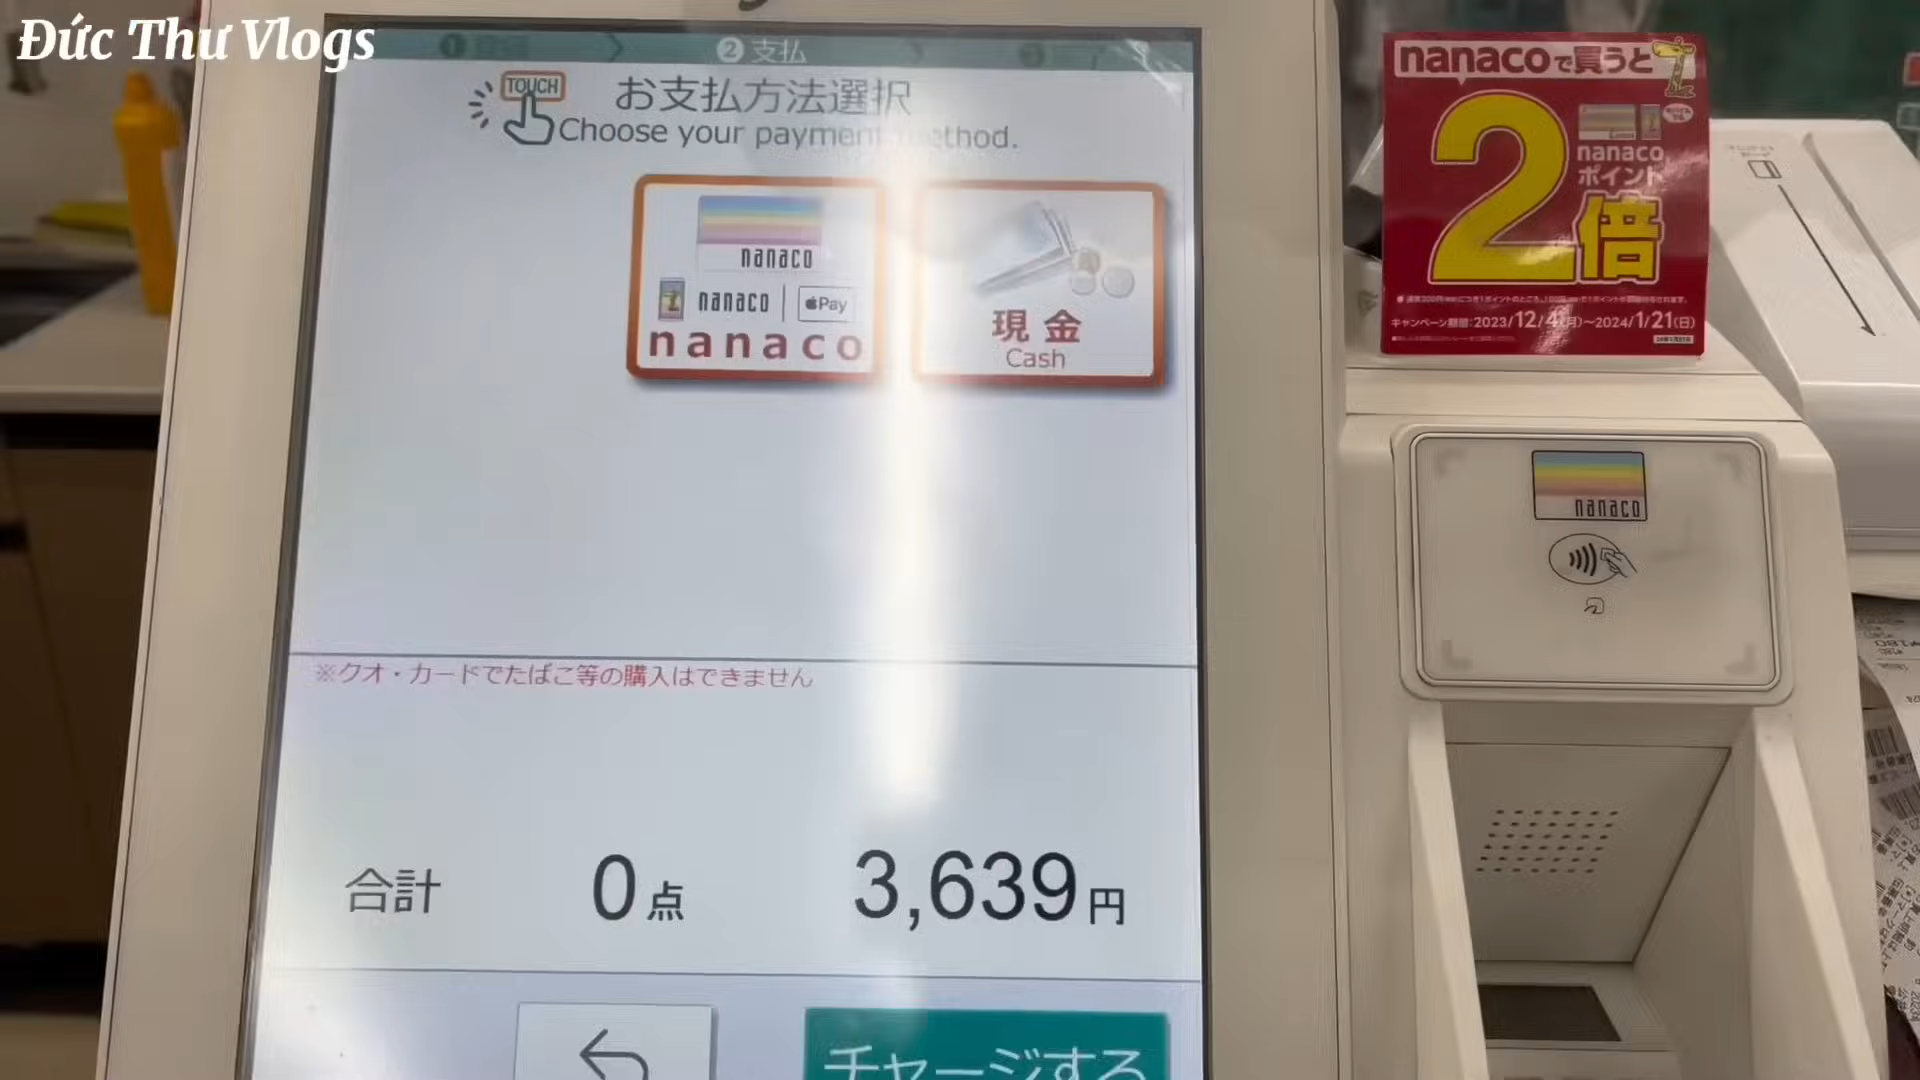 Đức Thư Vlogs
2 支払
TOUCH
お支払方法選択
Choose your payment method.
nanaco
nanaco Pay
nanaco
現金
Cash
※クオ・カードでたばこ等の購入はできません
合計 0点 3,639円
チャージする
nanacoで買うと
2倍
nanaco
ポイント
キャンペーン期間:2023/12/4(月)~2024/1/21(日)
nanaco